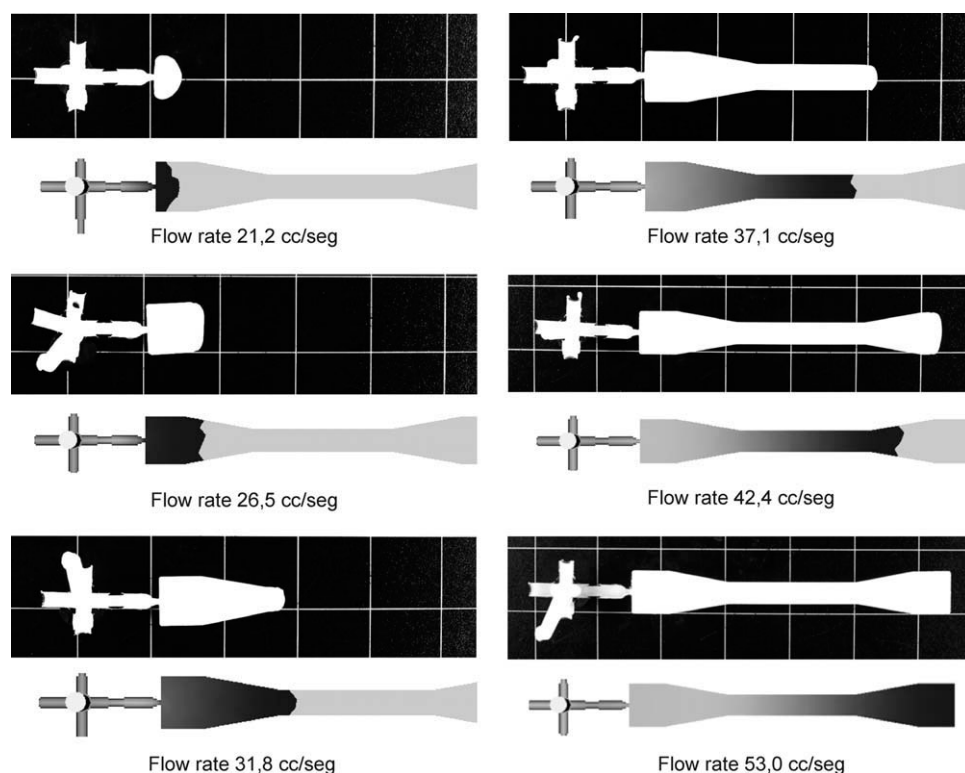 Flow rate 21,2 cc/seg
Flow rate 37,1 cc/seg
Flow rate 26,5 cc/seg
Flow rate 42,4 cc/seg
Flow rate 31,8 cc/seg
Flow rate 53,0 cc/seg